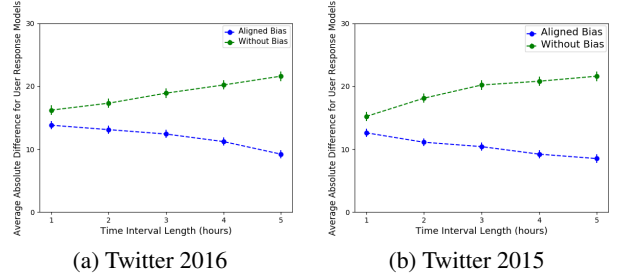 Average Absolute Difference for User Response Models
30
20
10
0
Aligned Bias
Without Bias
1 2 3 4 5
Time Interval Length (hours)
(a) Twitter 2016
Average Absolute Difference for User Response Models
30
20
10
0
Aligned Bias
Without Bias
1 2 3 4 5
Time Interval Length (hours)
(b) Twitter 2015